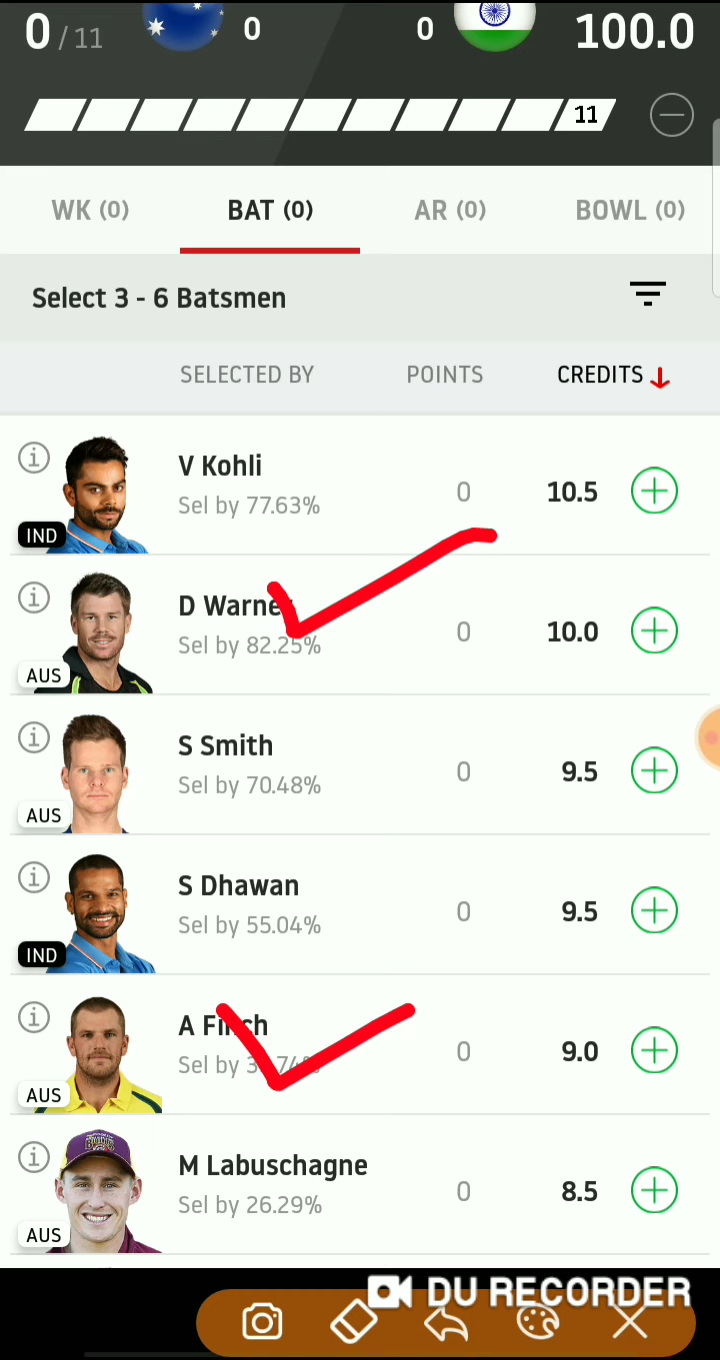 0 / 11 0 0 100.0
11
WK (0) BAT (0) AR (0) BOWL (0)
Select 3 - 6 Batsmen
SELECTED BY POINTS CREDITS
V Kohli
Sel by 77.63% 0 10.5
IND
D Warner
Sel by 82.25% 0 10.0
AUS
S Smith
Sel by 70.48% 0 9.5
AUS
S Dhawan
Sel by 55.04% 0 9.5
IND
A Finch
Sel by 0 9.0
AUS
M Labuschagne
Sel by 26.29% 0 8.5
AUS
DU RECORDER